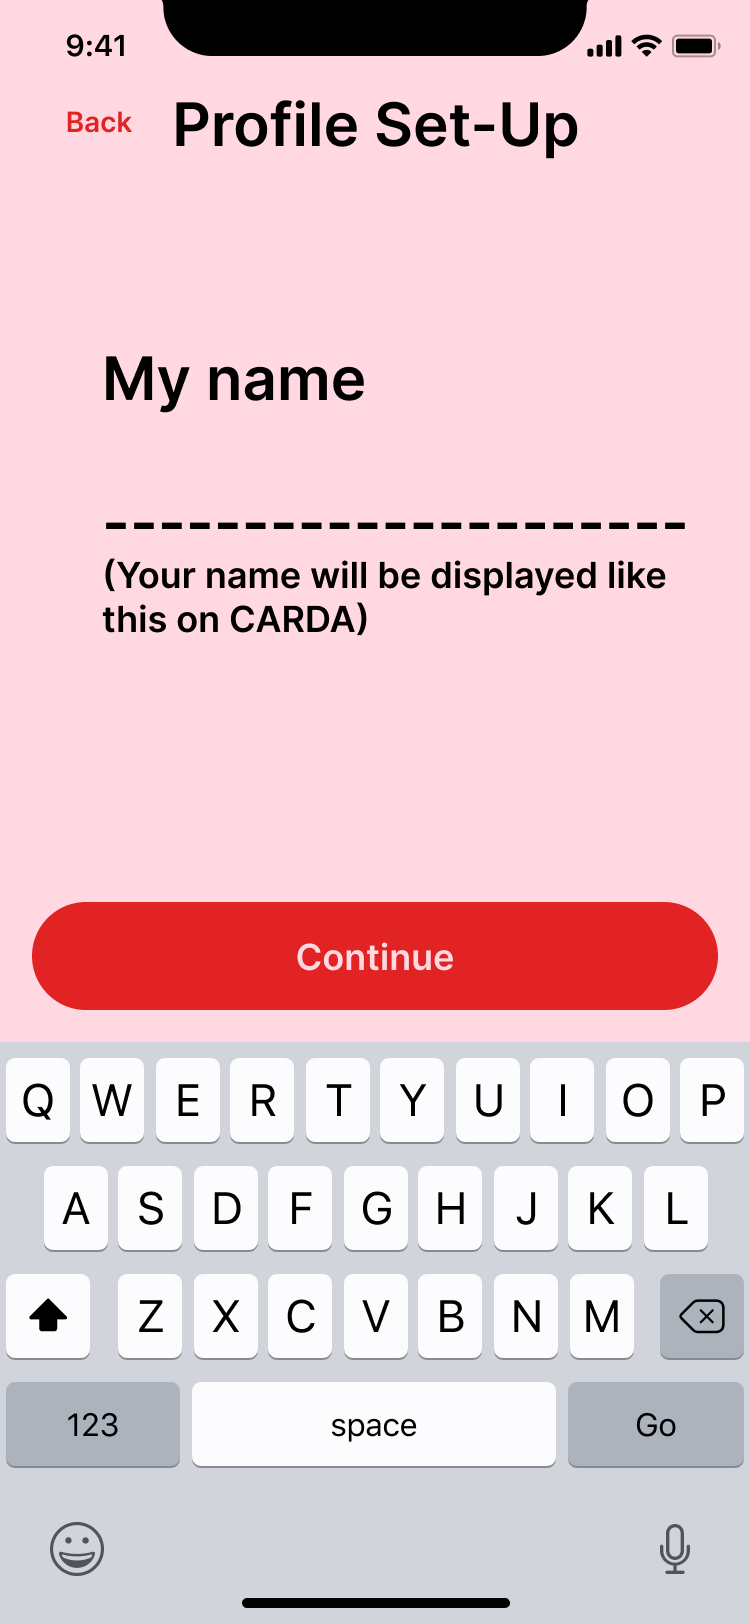 9:41
Back Profile Set-Up
My name
----------------------
(Your name will be displayed like
this on CARDA)
Continue
Q W E R T Y U I O P
A S D F G H J K L
Z X C V B N M
123 space Go